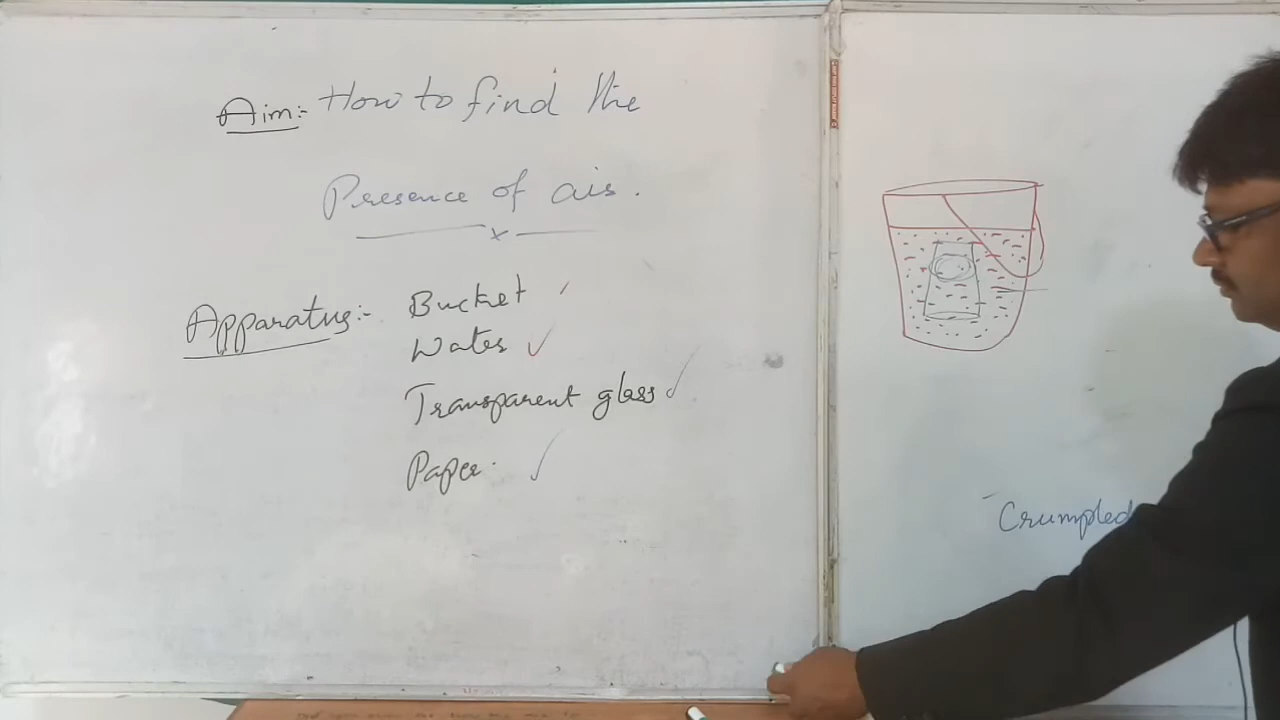 Aim:- How to find the
Presence of air.
Apparatus:- Bucket
Water
Transparent glass
Paper.
Crumpled